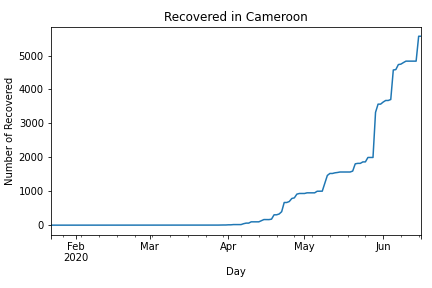 Recovered in Cameroon
Number of Recovered
5000
4000
3000
2000
1000
0
Feb
2020
Mar
Apr
May
Jun
Day